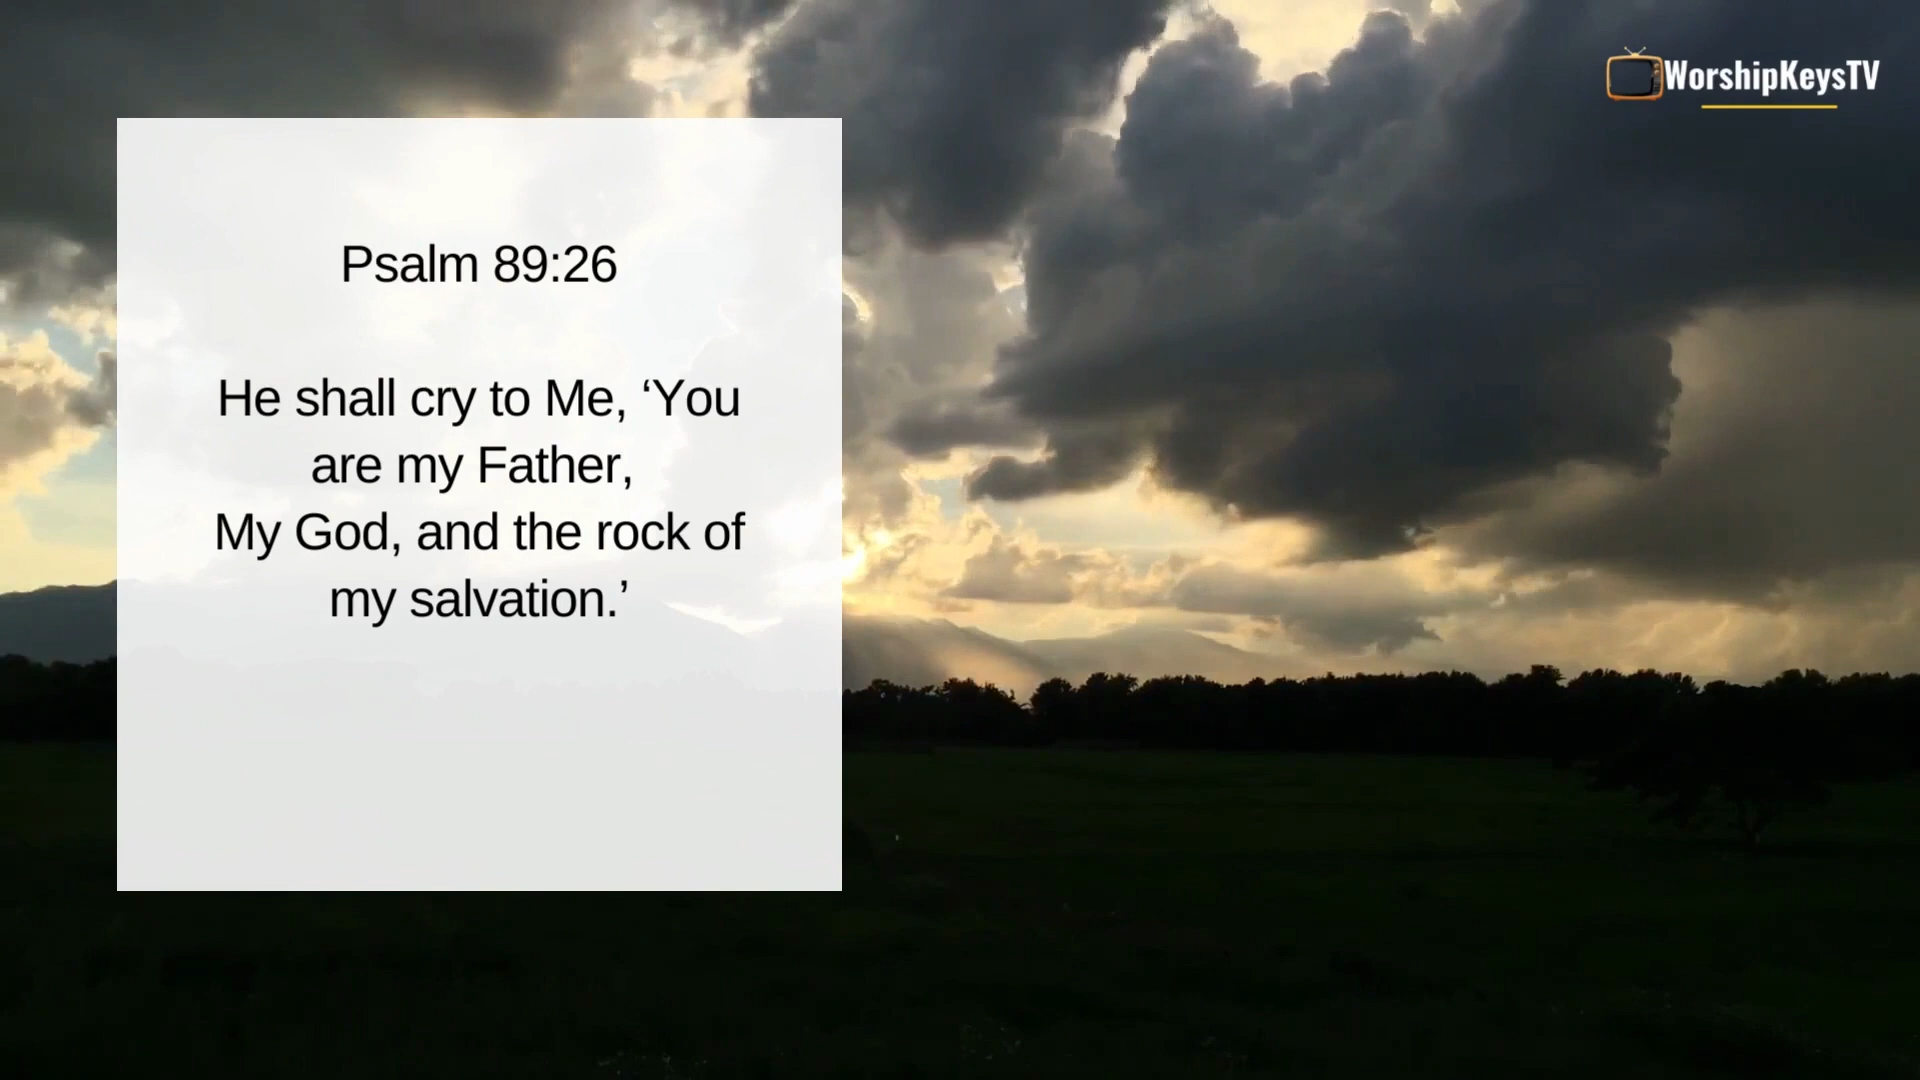 WorshipKeysTV
Psalm 89:26
He shall cry to Me, ‘You
are my Father,
My God, and the rock of
my salvation.’